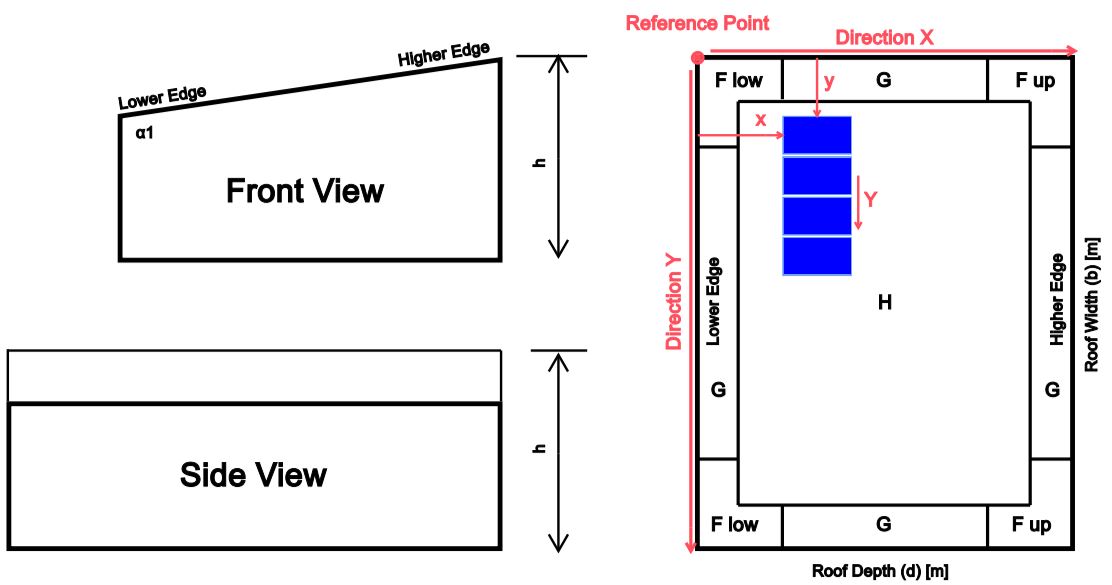 Lower Edge
Higher Edge
α1
Front View
h
Side View
h
Reference Point
Direction X
F low
G
F up
y
x
Y
Direction Y
Lower Edge
H
Higher Edge
Roof Width (b) [m]
G
G
F low
G
F up
Roof Depth (d) [m]